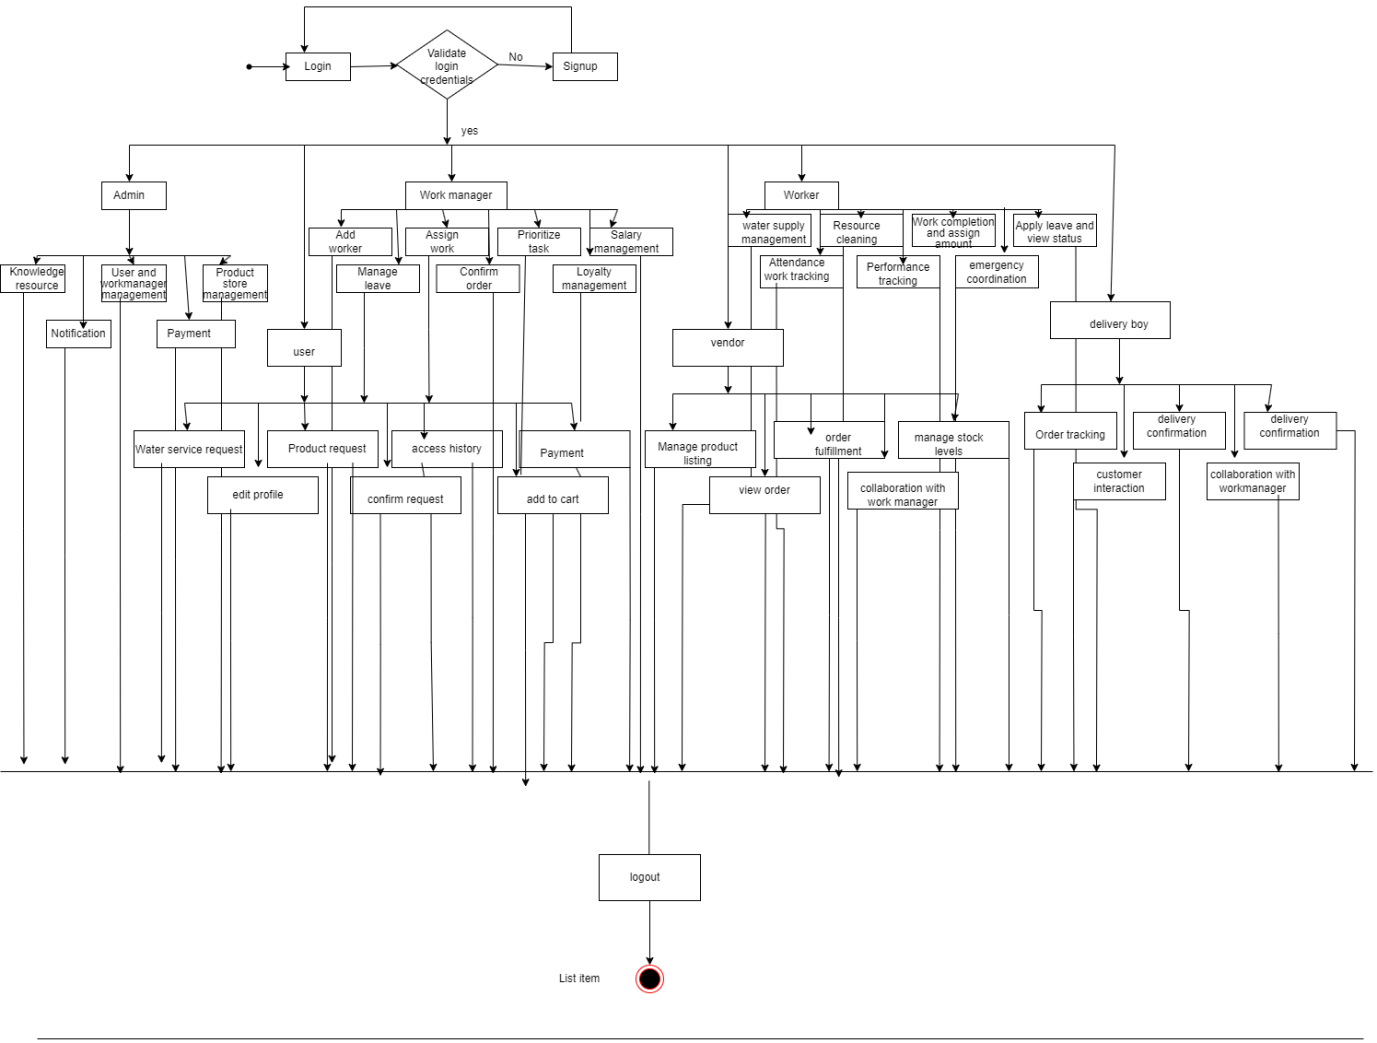 Login
Validate
login
credentials
No
Signup
yes
Admin
Work manager
Worker
Add
worker
Assign
work
Prioritize
task
Salary
management
water supply
management
Resource
cleaning
Work completion
and assign
amount
Apply leave and
view status
Knowledge
resource
User and
workmanager
management
Product
store
management
Manage
leave
Confirm
order
Loyalty
management
Attendance
work tracking
Performance
tracking
emergency
coordination
Notification
Payment
user
vendor
delivery boy
Water service request
Product request
access history
Payment
Manage product
listing
order
fulfillment
manage stock
levels
Order tracking
delivery
confirmation
delivery
confirmation
edit profile
confirm request
add to cart
view order
collaboration with
work manager
customer
interaction
collaboration with
workmanager
logout
List item